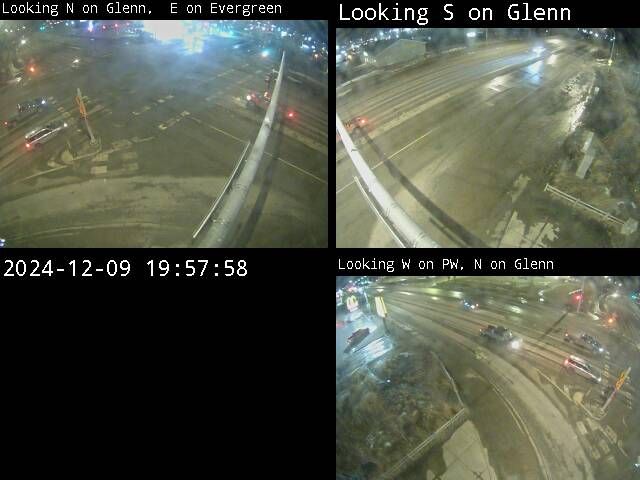 Looking N on Glenn, E on Evergreen
Looking S on Glenn
2024-12-09 19:57:58
Looking W on PW, N on Glenn